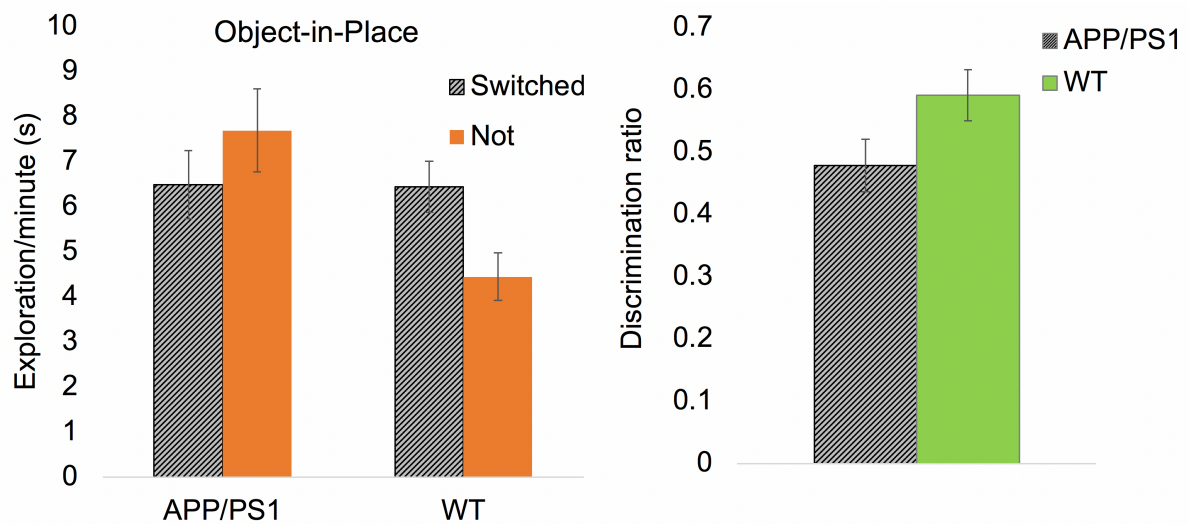 Object-in-Place
Exploration/minute (s)
10
9
8
7
6
5
4
3
2
1
0
Switched
Not
APP/PS1
WT
Discrimination ratio
0.7
0.6
0.5
0.4
0.3
0.2
0.1
0
APP/PS1
WT